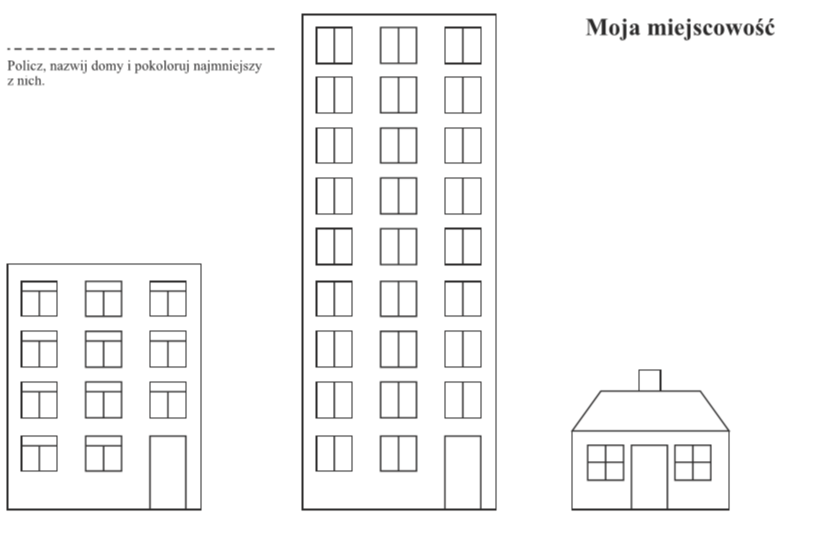 Moja miejscowość
Policz, nazwij domy i pokoloruj najmniejszy
z nich.